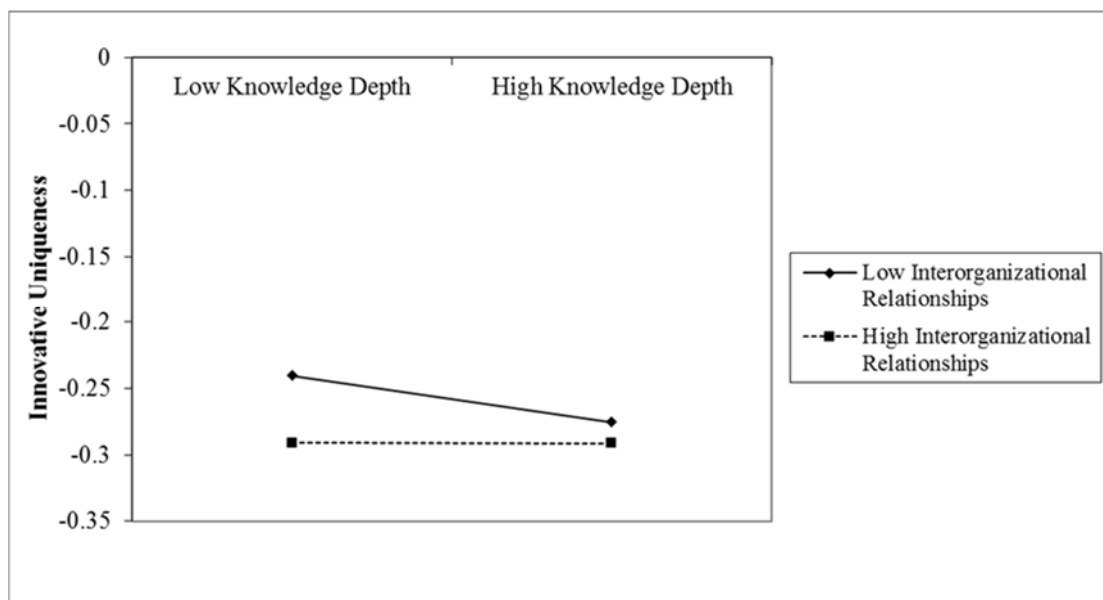 0
Low Knowledge Depth
High Knowledge Depth
-0.05
-0.1
-0.15
-0.2
-0.25
-0.3
-0.35
Innovative Uniqueness
Low Interorganizational
Relationships
High Interorganizational
Relationships